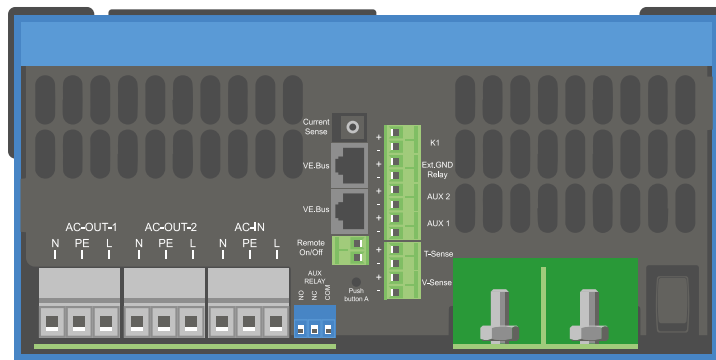 Current
Sense
VE.Bus
VE.Bus
Remote
On/Off
AUX
RELAY
NO NC COM
Push
button A
+
-
+
-
+
-
+
-
+
-
+
-
K1
Ext.GND
Relay
AUX 2
AUX 1
T-Sense
V-Sense
AC-OUT-1 AC-OUT-2 AC-IN
N PE L N PE L N PE L